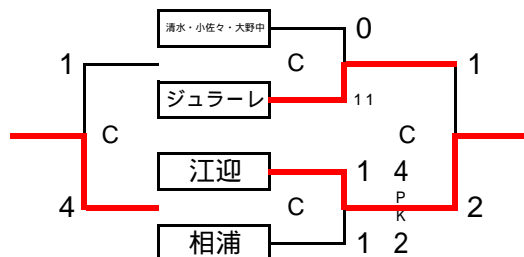 清水・小佐々・大野中 0
1 C 1
ジュラーレ 11
C C
江迎 1 4
PK
4 C 2
相浦 1 2